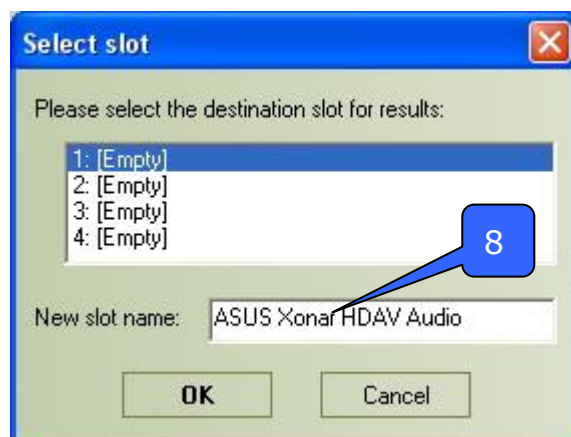 Select slot
Please select the destination slot for results:
1: [Empty]
2: [Empty]
3: [Empty]
4: [Empty]
8
New slot name: ASUS Xonar HDAV Audio
OK Cancel